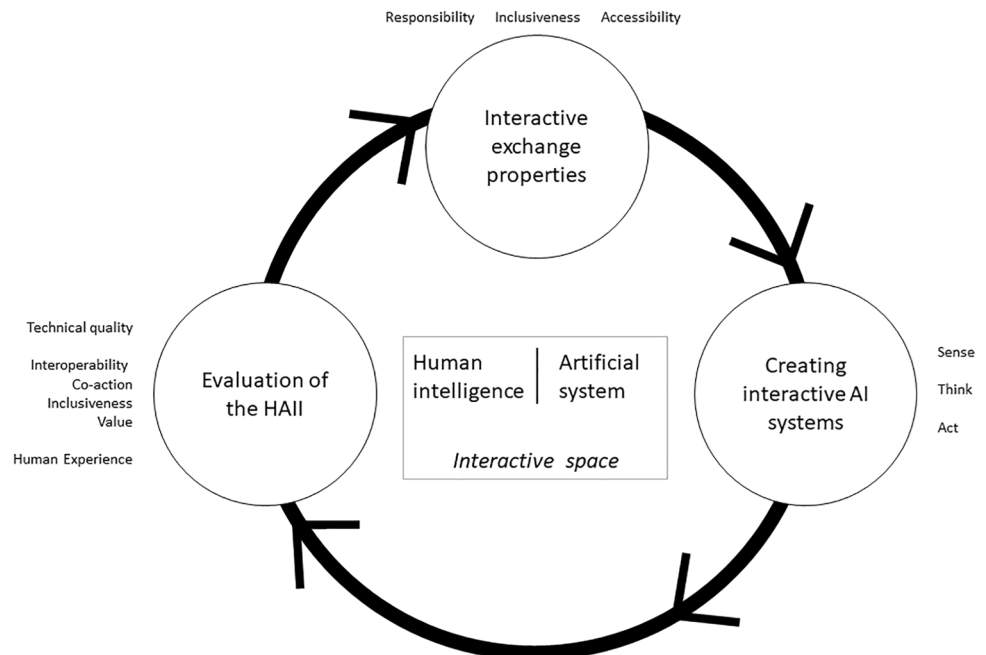 Responsibility Inclusiveness Accessibility
Interactive
exchange
properties
Technical quality
Interoperability
Co-action
Inclusiveness
Value
Human Experience
Evaluation of
the HAII
Human
intelligence
Artificial
system
Interactive space
Creating
interactive AI
systems
Sense
Think
Act